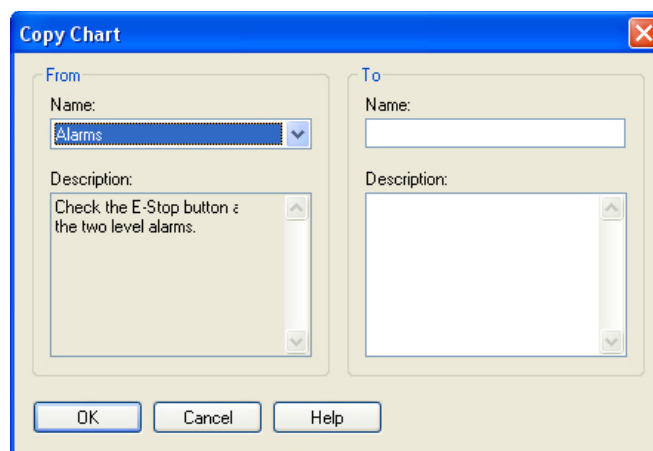 Copy Chart
From
Name:
Alarms
Description:
Check the E-Stop button
the two level alarms.
To
Name:
Description:
OK
Cancel
Help